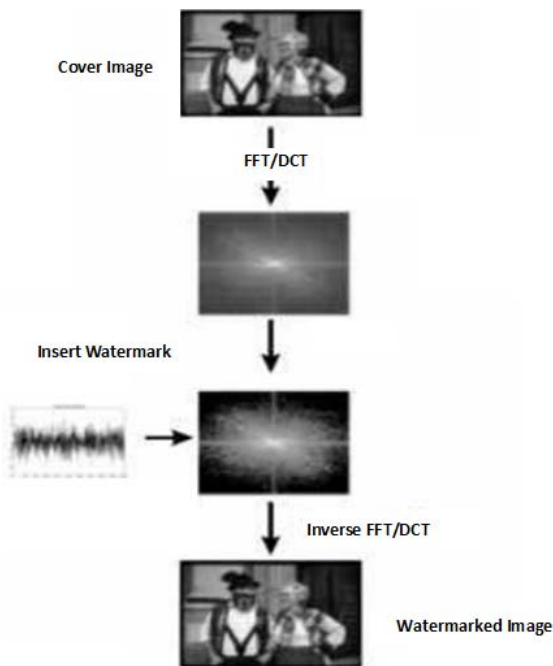 Cover Image
FFT/DCT
Insert Watermark
Inverse FFT/DCT
Watermarked Image